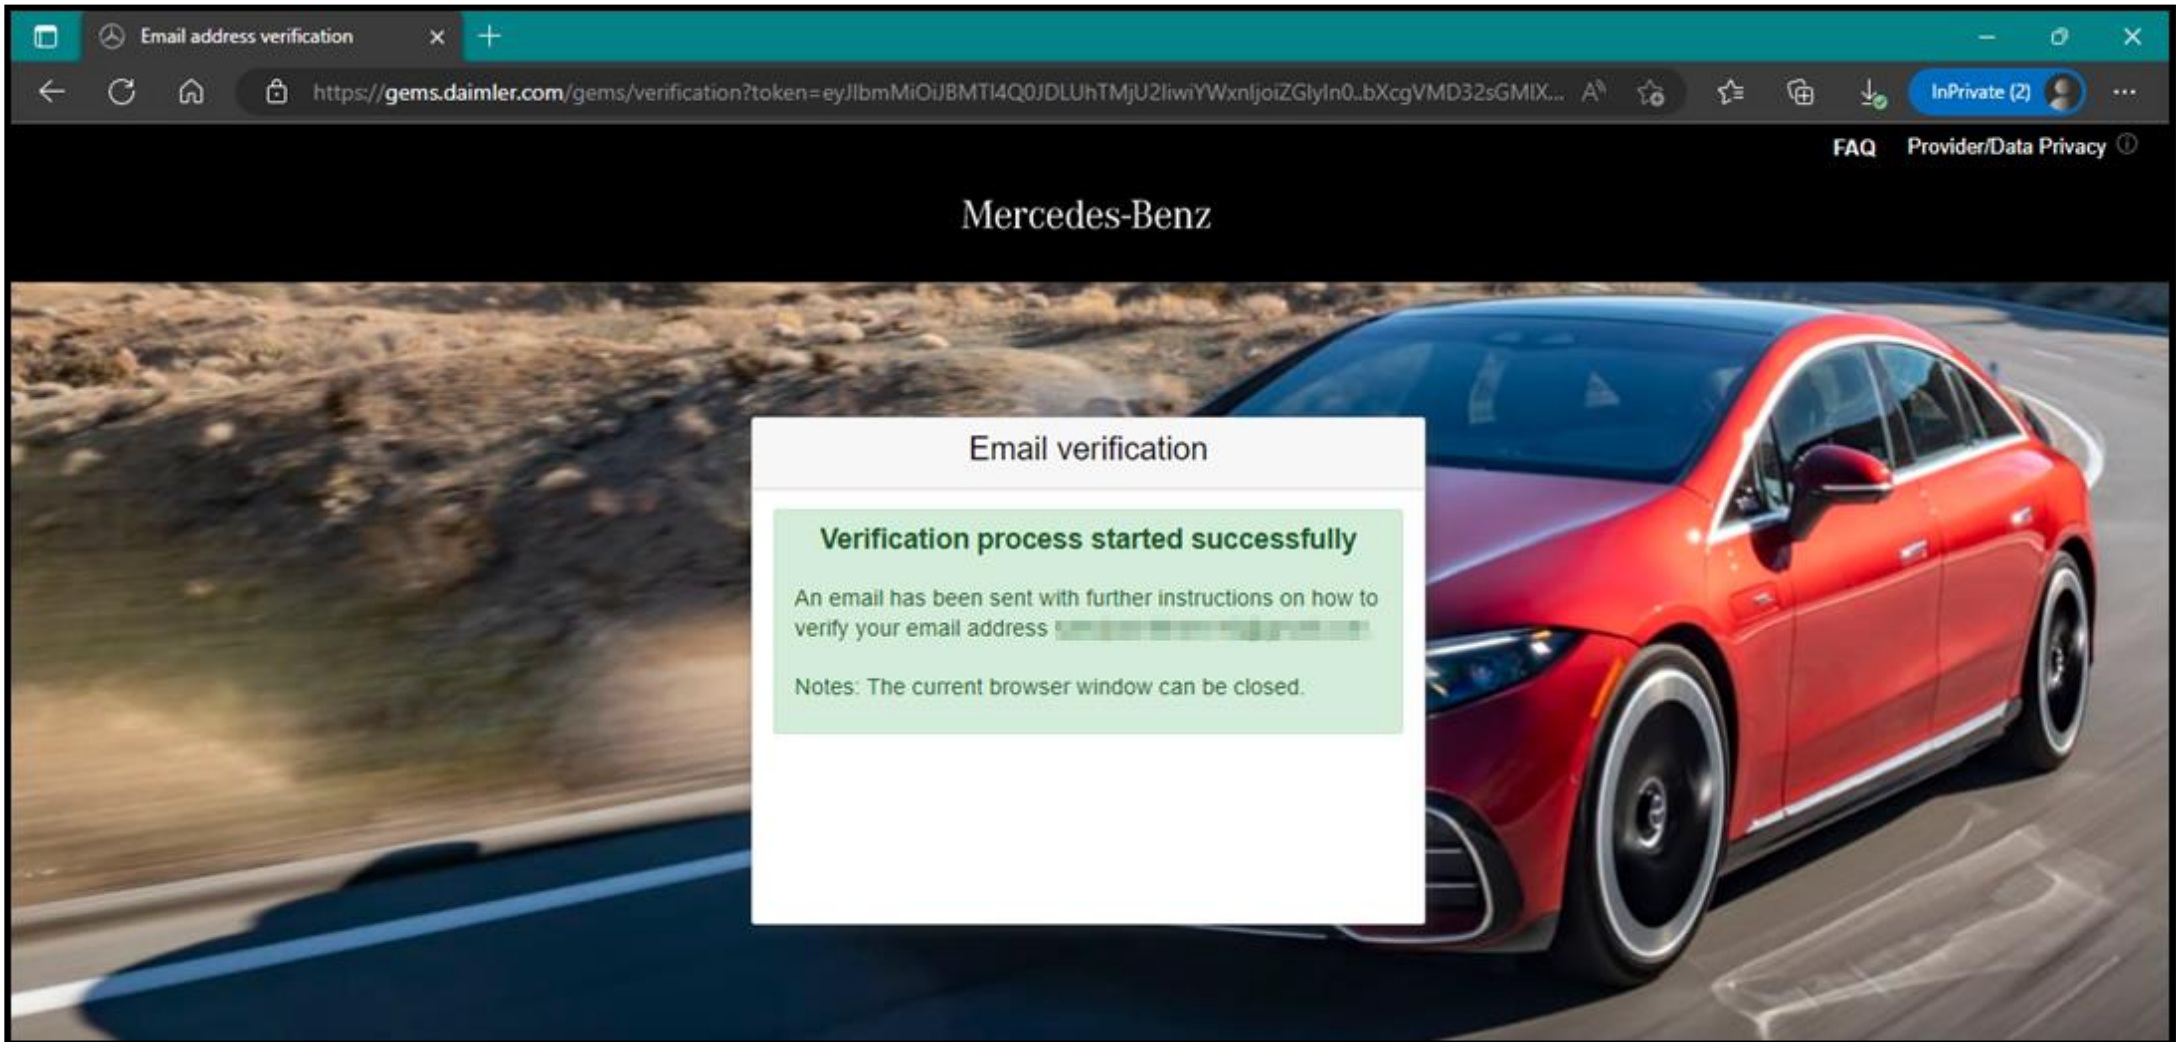 Email address verification
https://gems.daimler.com/gems/verification?token=eyJlbmMiOiJBMTI4Q0JDLUhTMjU2IiwiYWxnIjoiZGlyIn0..bXcgVMD32sGMIX...
InPrivate (2)
FAQ Provider/Data Privacy
Mercedes-Benz
Email verification
Verification process started successfully
An email has been sent with further instructions on how to
verify your email address
Notes: The current browser window can be closed.